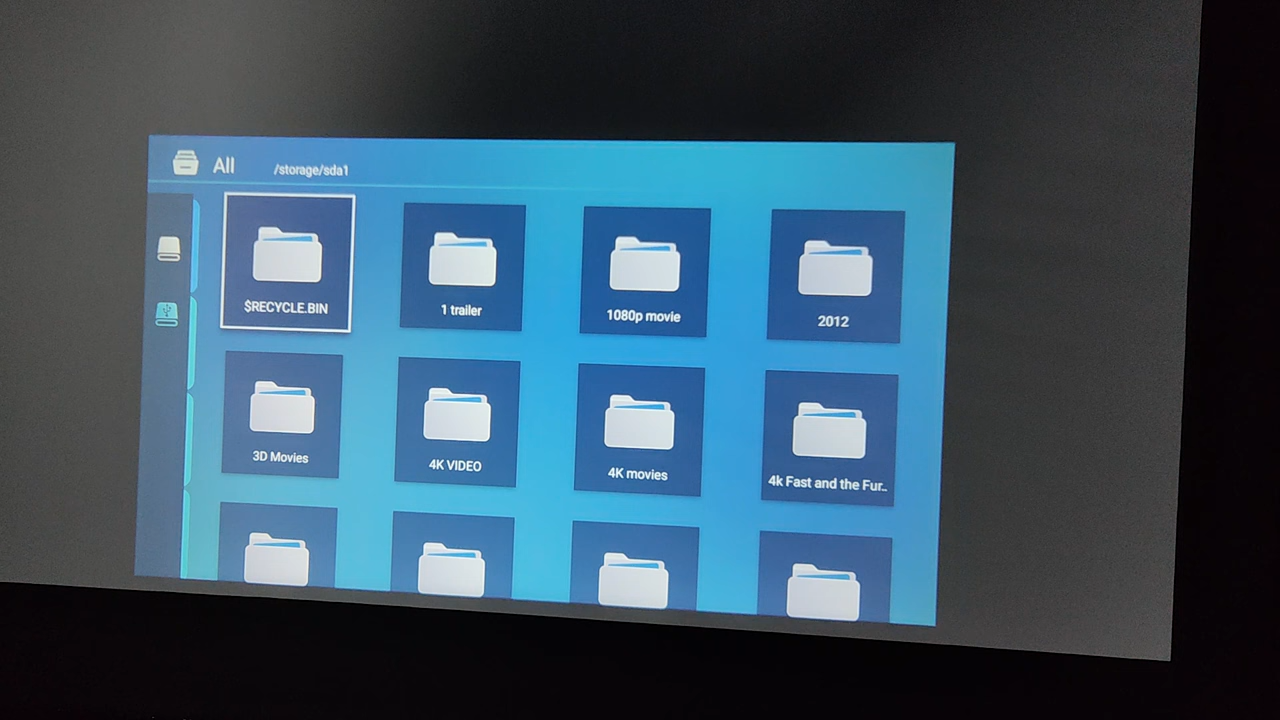 All /storage/sda1
$RECYCLE.BIN
1 trailer
1080p movie
2012
3D Movies
4K VIDEO
4K movies
4k Fast and the Fur..